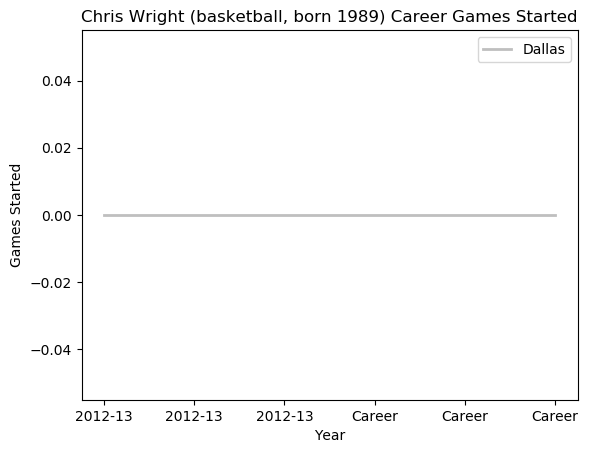 Chris Wright (basketball, born 1989) Career Games Started
Dallas
0.04
0.02
0.00
−0.02
−0.04
Games Started
2012-13 2012-13 2012-13 Career Career Career
Year